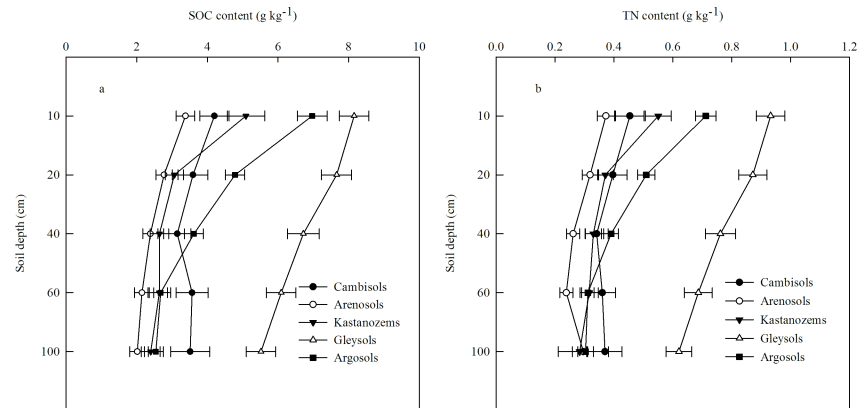 SOC content (g kg-1)
0 2 4 6 8 10
a
Soil depth (cm)
10
20
40
60
100
Cambisols
Arenosols
Kastanozems
Gleysols
Argosols
TN content (g kg-1)
0.0 0.2 0.4 0.6 0.8 1.0 1.2
b
Soil depth (cm)
10
20
40
60
100
Cambisols
Arenosols
Kastanozems
Gleysols
Argosols